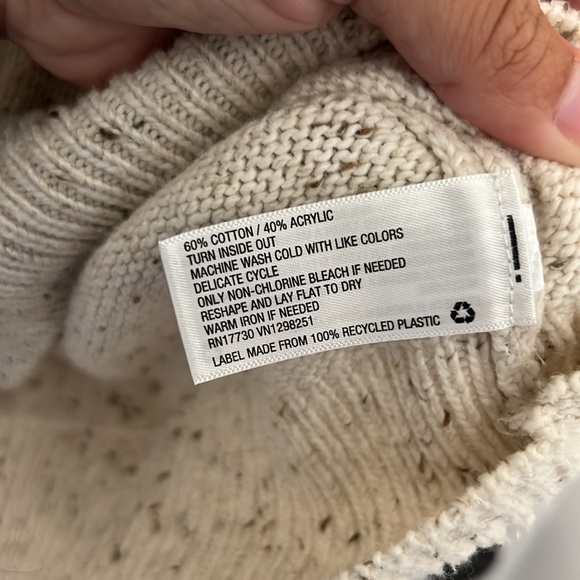 60% COTTON / 40% ACRYLIC
TURN INSIDE OUT
MACHINE WASH COLD WITH LIKE COLORS
DELICATE CYCLE
ONLY NON-CHLORINE BLEACH IF NEEDED
RESHAPE AND LAY FLAT TO DRY
WARM IRON IF NEEDED
RN17730 VN1298251
LABEL MADE FROM 100% RECYCLED PLASTIC